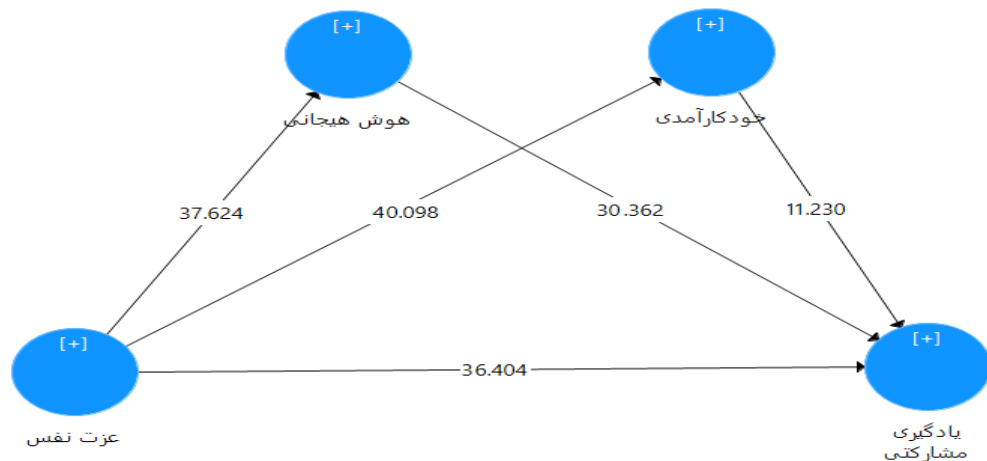 [+]
[+]
هوش هیجانی
خودکارآمدی
37.624
40.098
30.362
11.230
[+]
[+]
36.404
عزت نفس
یادگیری
مشارکتی